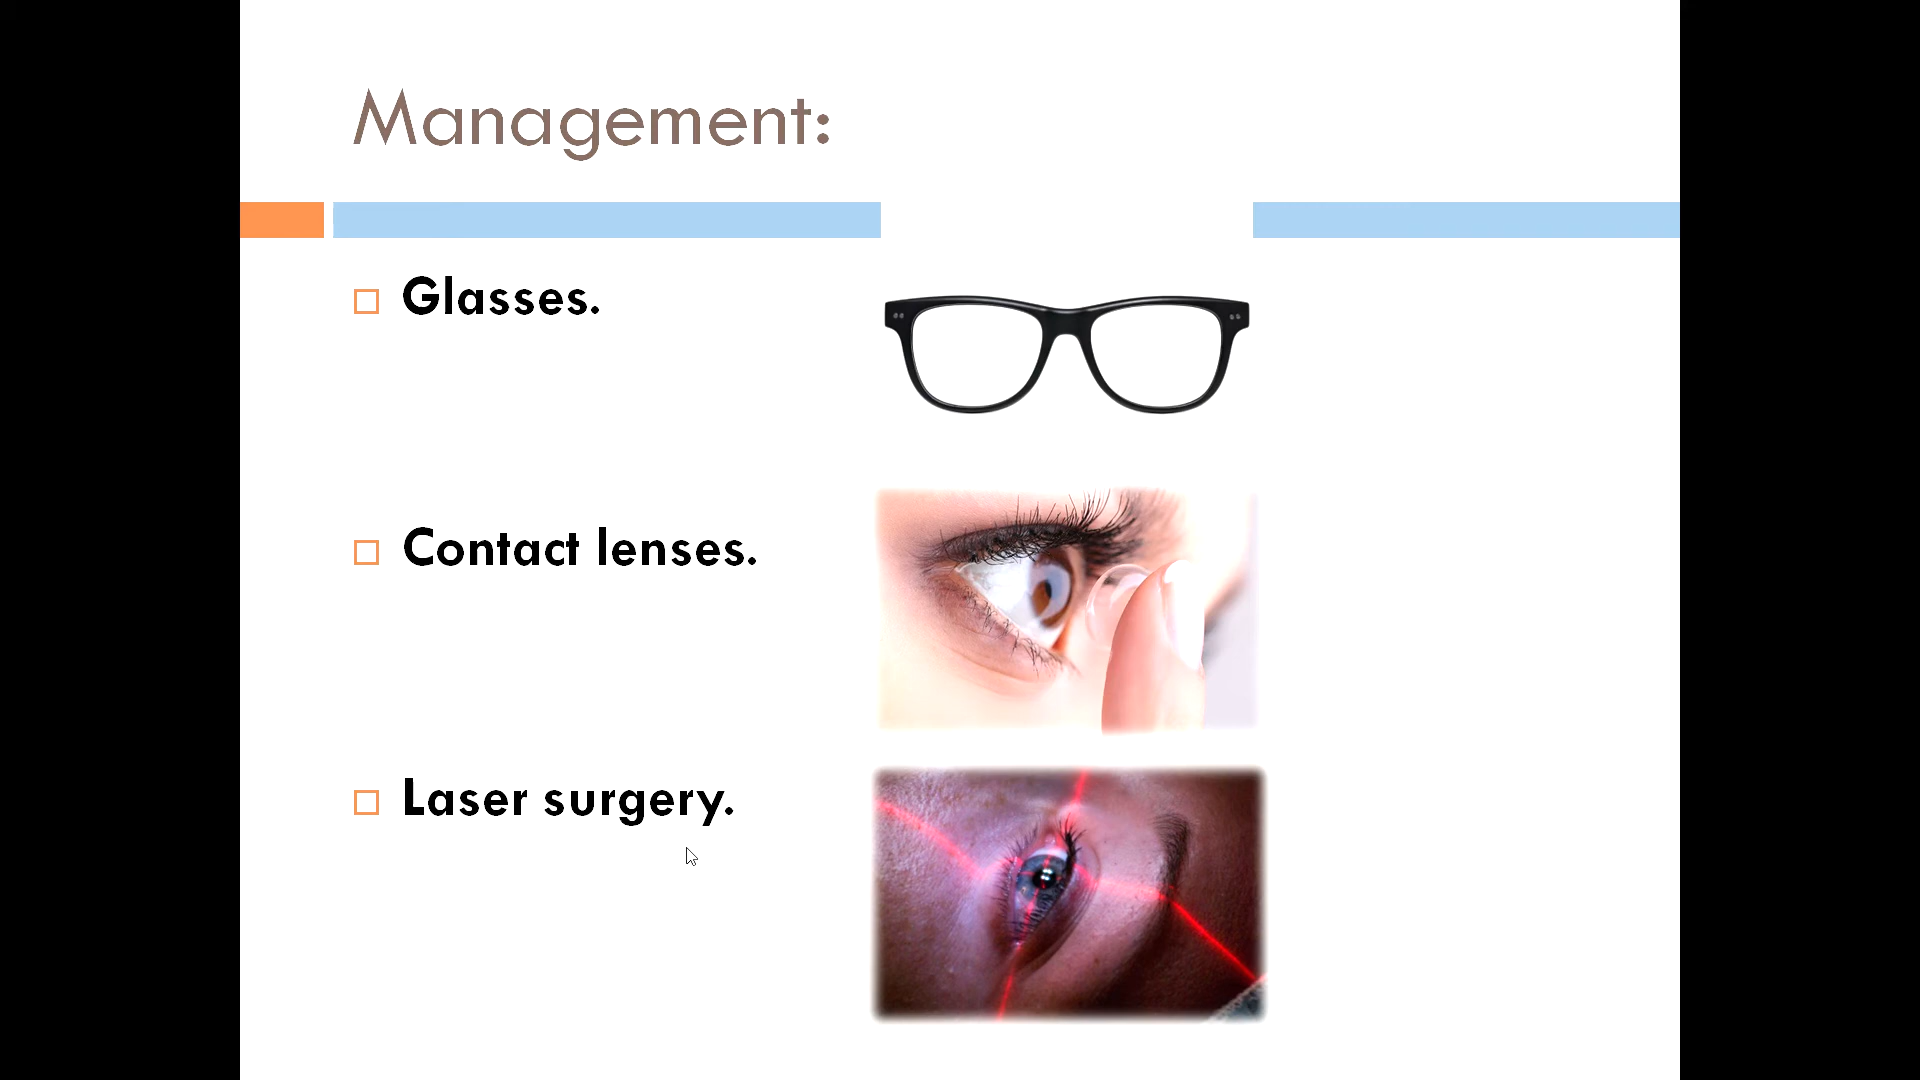 Management:
Glasses.
Contact lenses.
Laser surgery.